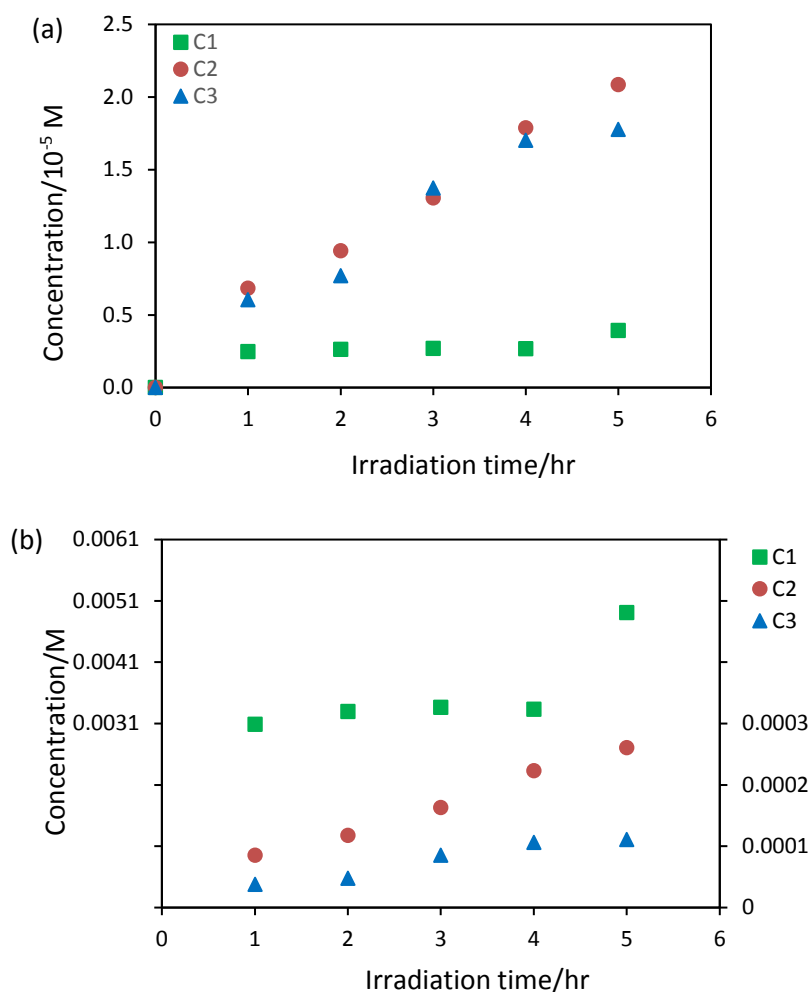 (a)
2.5
2.0
1.5
1.0
0.5
0.0
Concentration/10⁻⁵ M
C1
C2
C3
0 1 2 3 4 5 6
Irradiation time/hr
(b)
0.0061
0.0051
0.0041
0.0031
Concentration/M
C1
C2
C3
0.0003
0.0002
0.0001
0
0 1 2 3 4 5 6
Irradiation time/hr